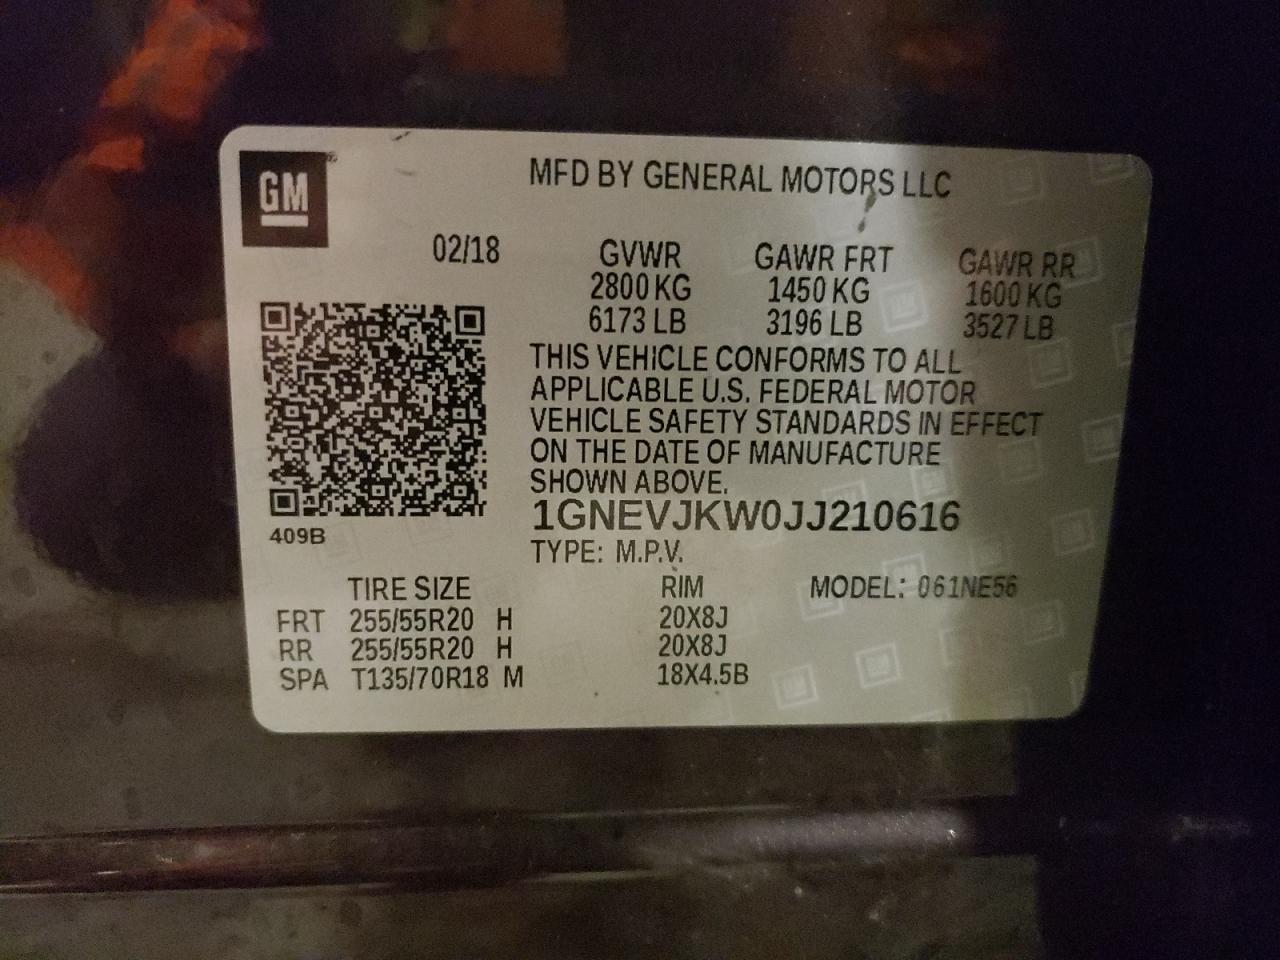 GM
MFD BY GENERAL MOTORS LLC
02/18 GVWR GAWR FRT GAWR RR
2800 KG 1450 KG 1600 KG
6173 LB 3196 LB 3527 LB
THIS VEHICLE CONFORMS TO ALL
APPLICABLE U.S. FEDERAL MOTOR
VEHICLE SAFETY STANDARDS IN EFFECT
ON THE DATE OF MANUFACTURE
SHOWN ABOVE.
1GNEVJKW0JJ210616
409B
TYPE: M.P.V.
TIRE SIZE RIM MODEL: 061NE56
FRT 255/55R20 H 20X8J
RR 255/55R20 H 20X8J
SPA T135/70R18 M 18X4.5B